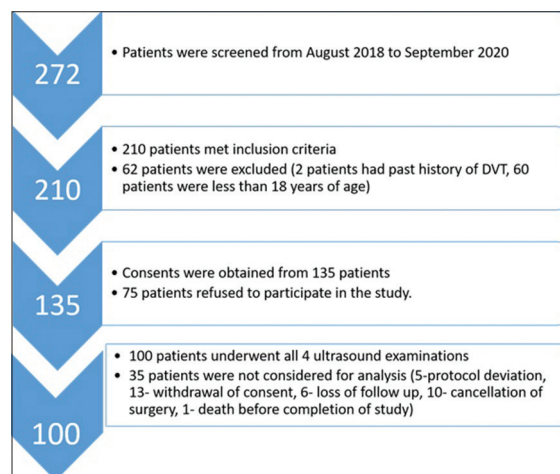 272
• Patients were screened from August 2018 to September 2020
210
• 210 patients met inclusion criteria
• 62 patients were excluded (2 patients had past history of DVT, 60
patients were less than 18 years of age)
135
• Consents were obtained from 135 patients
• 75 patients refused to participate in the study.
100
• 100 patients underwent all 4 ultrasound examinations
• 35 patients were not considered for analysis (5-protocol deviation,
13- withdrawal of consent, 6- loss of follow up, 10- cancellation of
surgery, 1- death before completion of study)